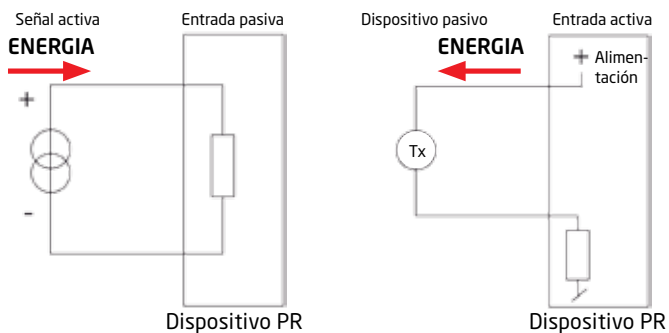 Señal activa
Entrada pasiva
ENERGIA
+
-
Dispositivo PR
Dispositivo pasivo
Entrada activa
ENERGIA
+ Alimen-
tación
Tx
Dispositivo PR